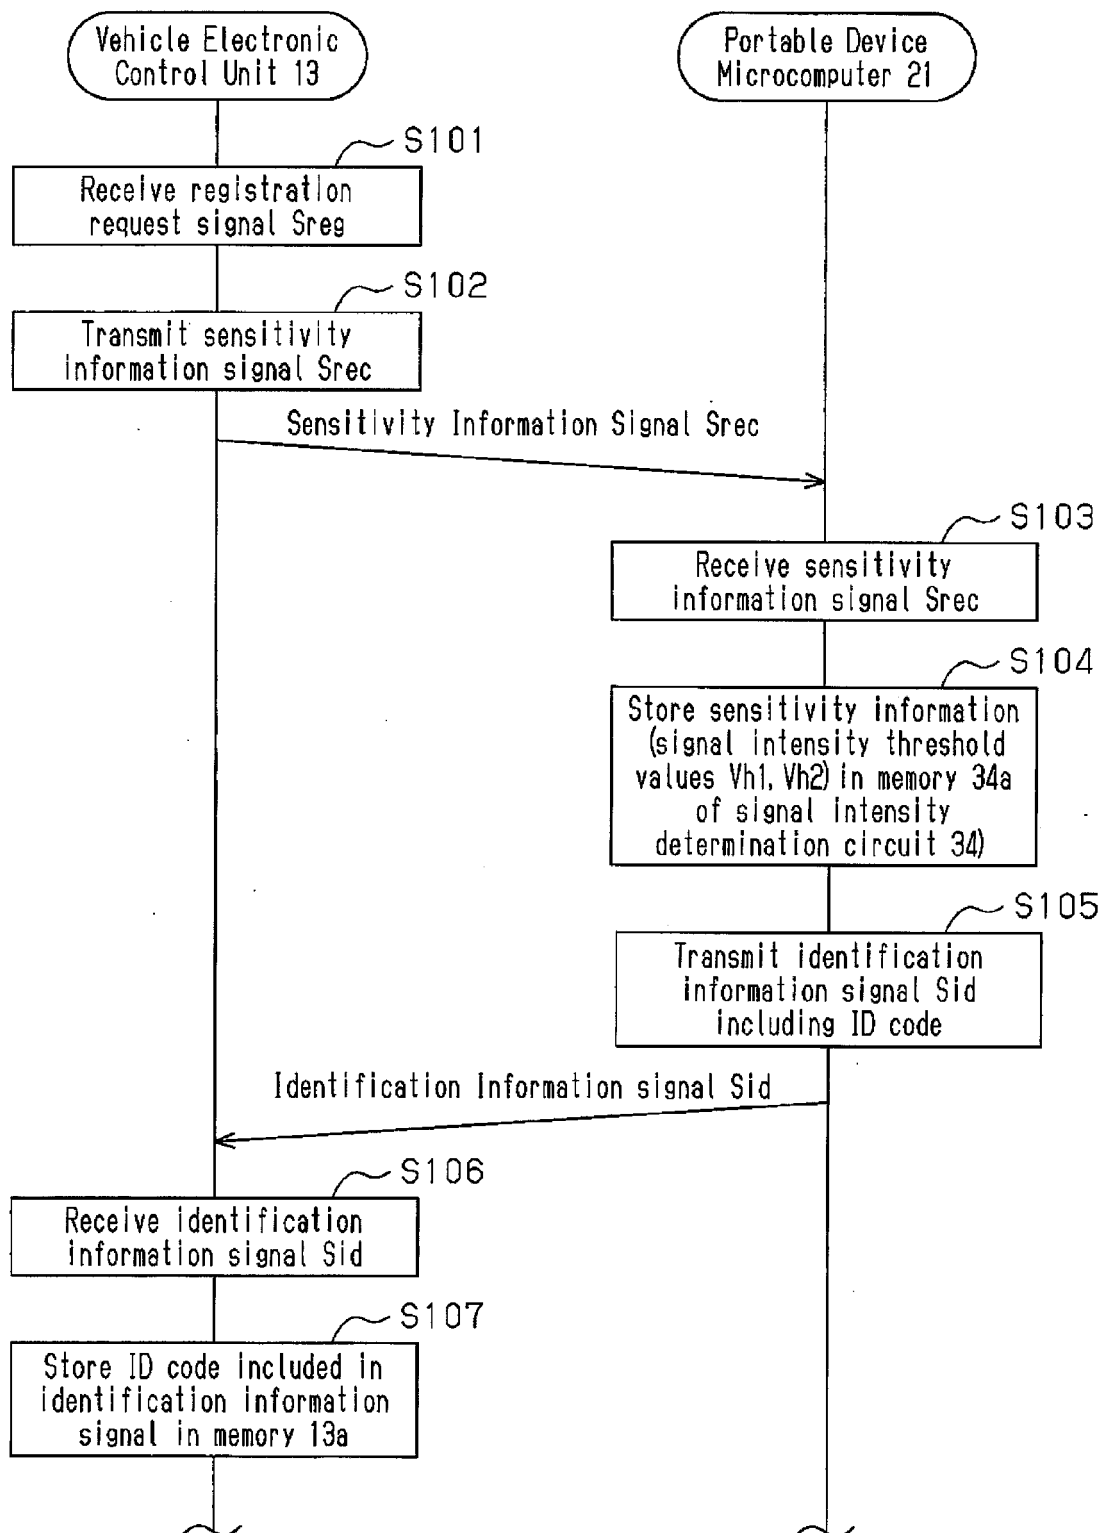 Vehicle Electronic
Control Unit 13
Portable Device
Microcomputer 21
S101
Receive registration
request signal Sreg
S102
Transmit sensitivity
information signal Srec
Sensitivity Information Signal Srec
S103
Receive sensitivity
information signal Srec
S104
Store sensitivity information
(signal intensity threshold
values Vh1, Vh2) in memory 34a
of signal intensity
determination circuit 34)
S105
Transmit identification
information signal Sid
including ID code
Identification Information signal Sid
S106
Receive identification
information signal Sid
S107
Store ID code included in
identification information
signal in memory 13a